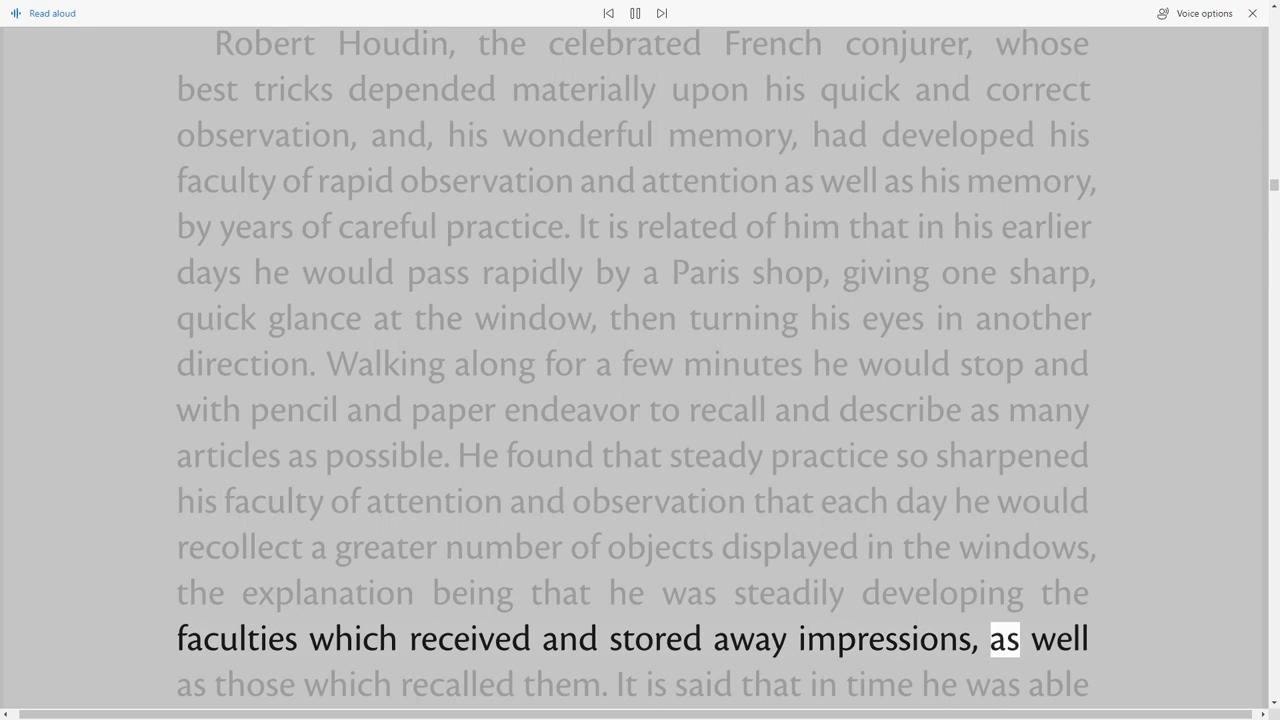 Read aloud
Voice options
Robert Houdin, the celebrated French conjurer, whose
best tricks depended materially upon his quick and correct
observation, and, his wonderful memory, had developed his
faculty of rapid observation and attention as well as his memory,
by years of careful practice. It is related of him that in his earlier
days he would pass rapidly by a Paris shop, giving one sharp,
quick glance at the window, then turning his eyes in another
direction. Walking along for a few minutes he would stop and
with pencil and paper endeavor to recall and describe as many
articles as possible. He found that steady practice so sharpened
his faculty of attention and observation that each day he would
recollect a greater number of objects displayed in the windows,
the explanation being that he was steadily developing the
faculties which received and stored away impressions, as well
as those which recalled them. It is said that in time he was able